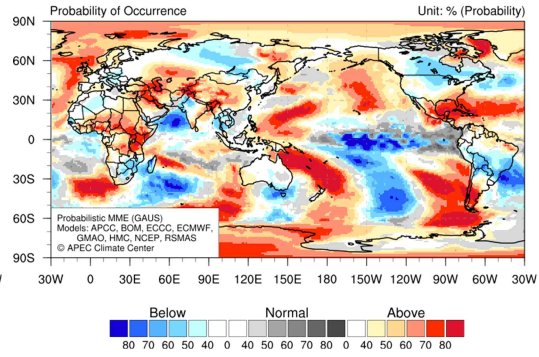 Probability of Occurrence Unit: % (Probability)
90N
60N
30N
0
30S
60S
90S
Probabilistic MME (GAUS)
Models: APCC, BOM, ECCC, ECMWF,
GMAO, HMC, NCEP, RSMAS
© APEC Climate Center
W 30W 0 30E 60E 90E 120E 150E 180 150W 120W 90W 60W 30W
Below Normal Above
80 70 60 50 40 0 40 50 60 70 80 0 40 50 60 70 80